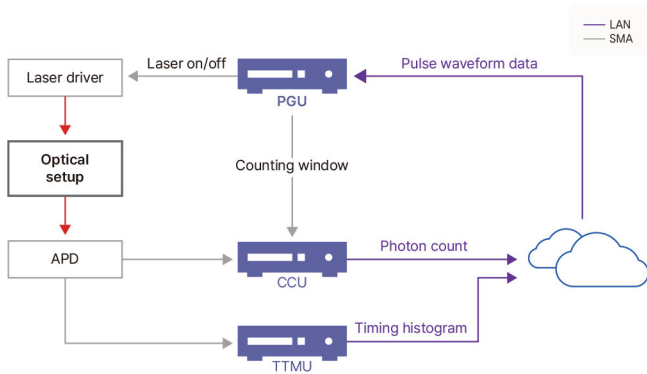 LAN
SMA
Laser on/off
Pulse waveform data
Laser driver
PGU
Optical
setup
Counting window
APD
Photon count
CCU
Timing histogram
TTMU